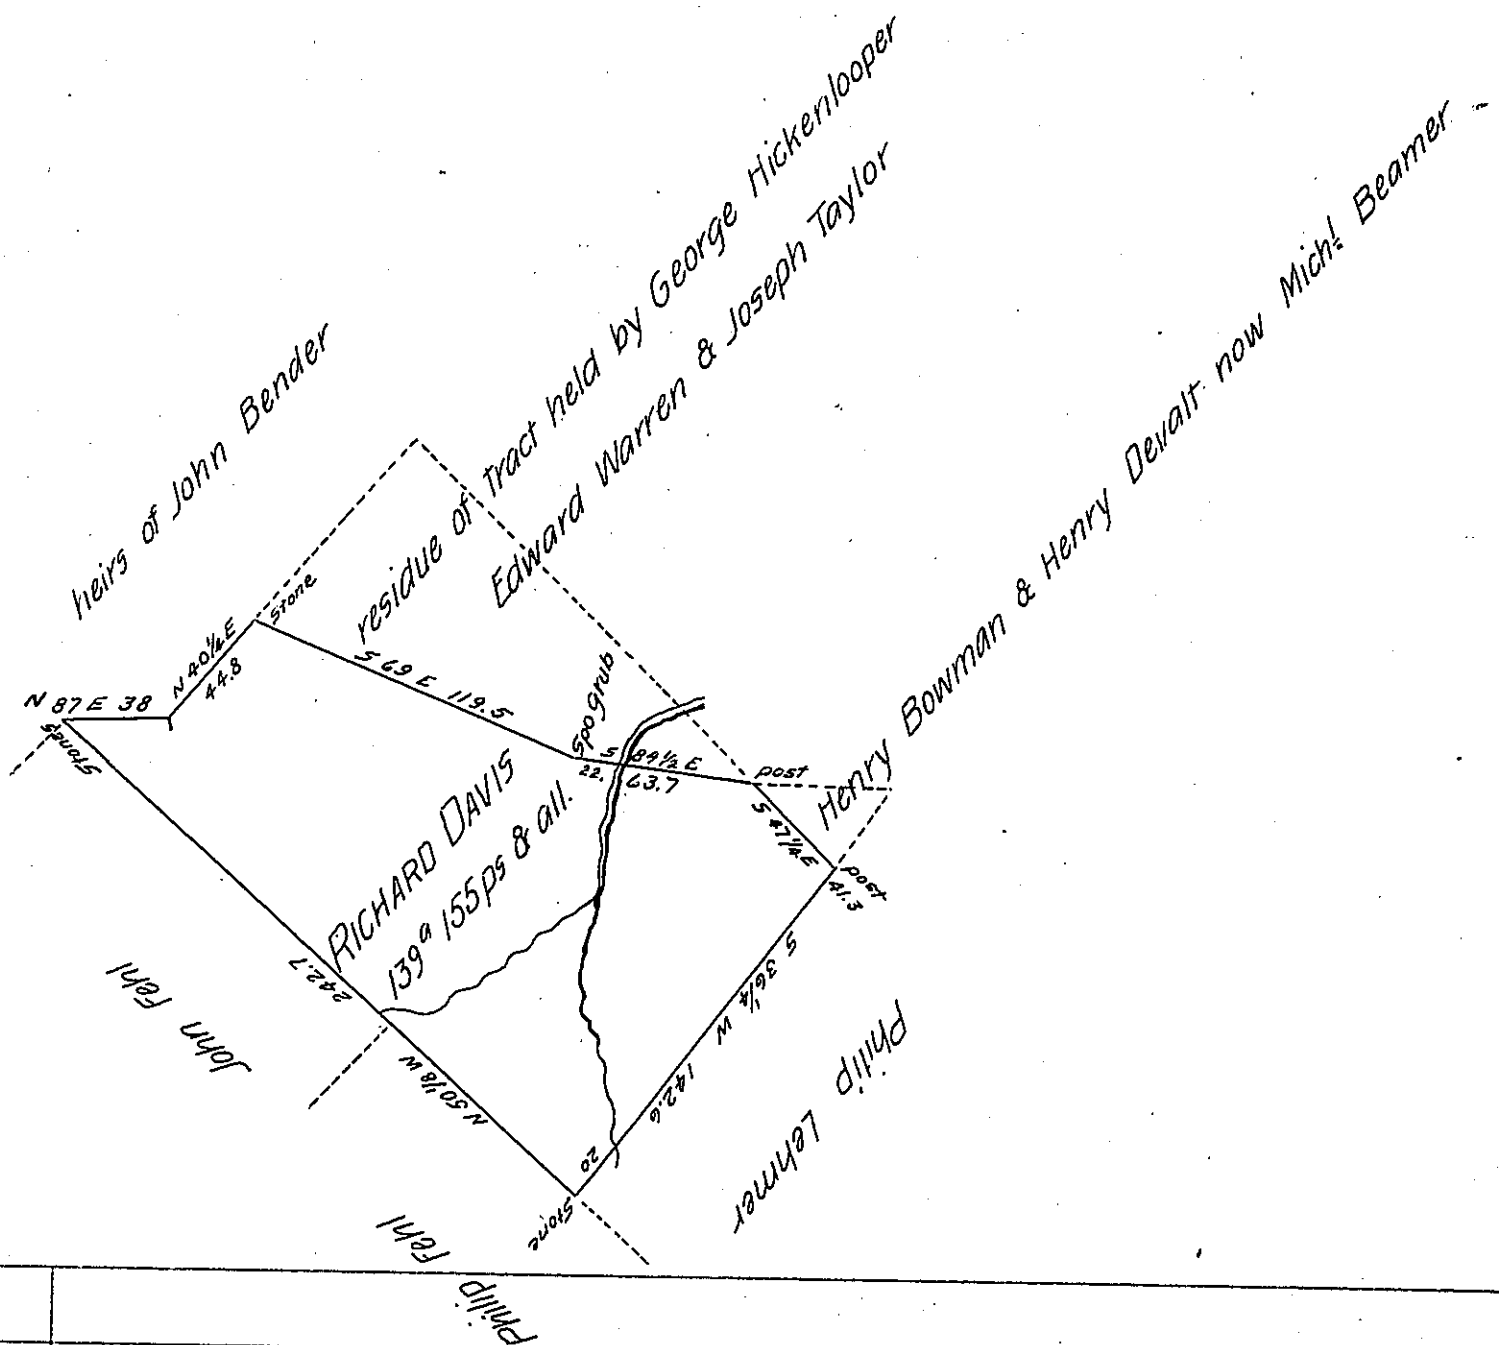 residue of tract held by George Hickenlooper
Edward Warren & Joseph Taylor
heirs of John Bender
Henry Bowman & Henry Devalt now Mich! Beamer
N 87 E 38
N 40¼ E
44.8
Stone
S 69 E 119.5
Spo grub
S 84½ E
22. 63.7
post
S 47¼ E
41.3
post
S 36¼ W 142.6
20
Stone
N 50⅛ W
242.7
Stones
RICHARD DAVIS
139ᵃ 155 ps & all.
John Fehl
Philip Fehl
Philip Lehmer